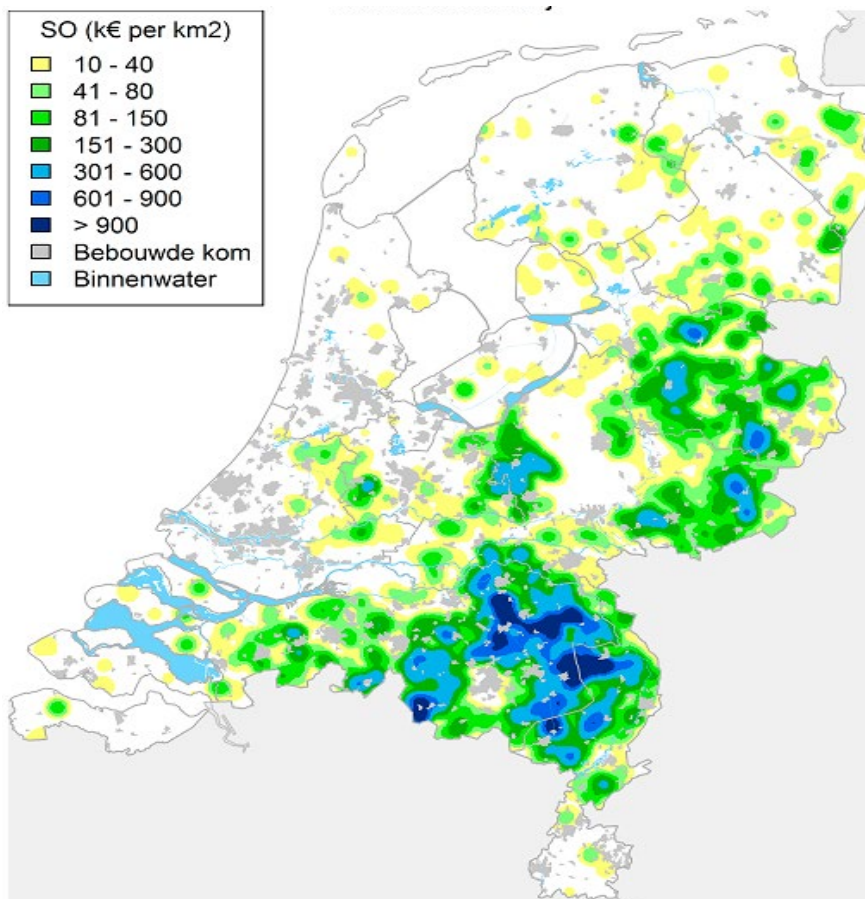 SO (k€ per km2)
10 - 40
41 - 80
81 - 150
151 - 300
301 - 600
601 - 900
> 900
Bebouwde kom
Binnenwater